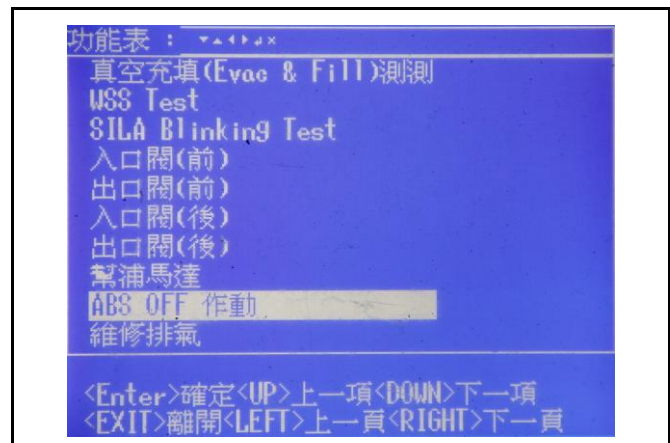 功能表： ▼▲◀▶↲×
真空充填(Evac & Fill)測測
WSS Test
SILA Blinking Test
入口閥(前)
出口閥(前)
入口閥(後)
出口閥(後)
幫浦馬達
ABS OFF 作動
維修排氣
<Enter>確定<UP>上一項<DOWN>下一項
<EXIT>離開<LEFT>上一頁<RIGHT>下一頁